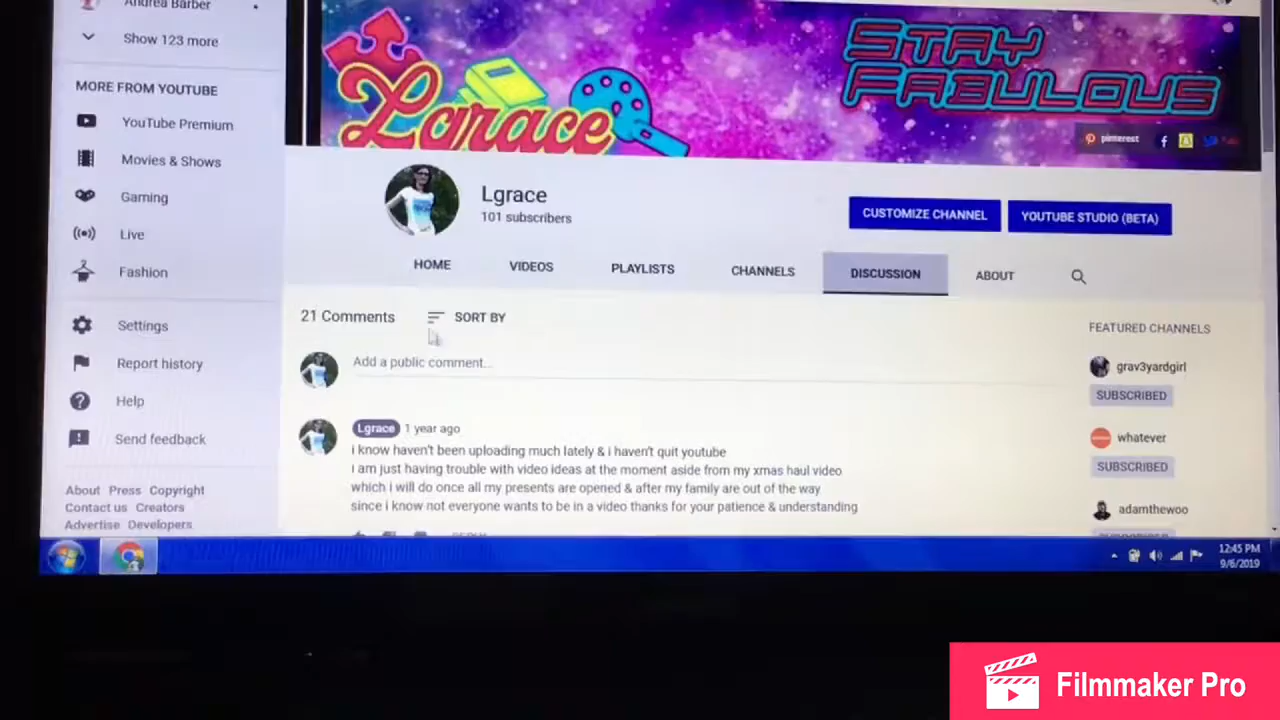 Andrea Barber
Show 123 more
MORE FROM YOUTUBE
YouTube Premium
Movies & Shows
Gaming
Live
Fashion
Settings
Report history
Help
Send feedback
About Press Copyright
Contact us Creators
Advertise Developers
Lgrace
STAY
FABULOUS
pinterest
Lgrace
101 subscribers
CUSTOMIZE CHANNEL
YOUTUBE STUDIO (BETA)
HOME VIDEOS PLAYLISTS CHANNELS DISCUSSION ABOUT
21 Comments SORT BY
Add a public comment...
Lgrace 1 year ago
i know haven't been uploading much lately & i haven't quit youtube
i am just having trouble with video ideas at the moment aside from my xmas haul video
which i will do once all my presents are opened & after my family are out of the way
since i know not everyone wants to be in a video thanks for your patience & understanding
REPLY
FEATURED CHANNELS
grav3yardgirl
SUBSCRIBED
whatever
SUBSCRIBED
adamthewoo
12:45 PM
9/6/2019
Filmmaker Pro